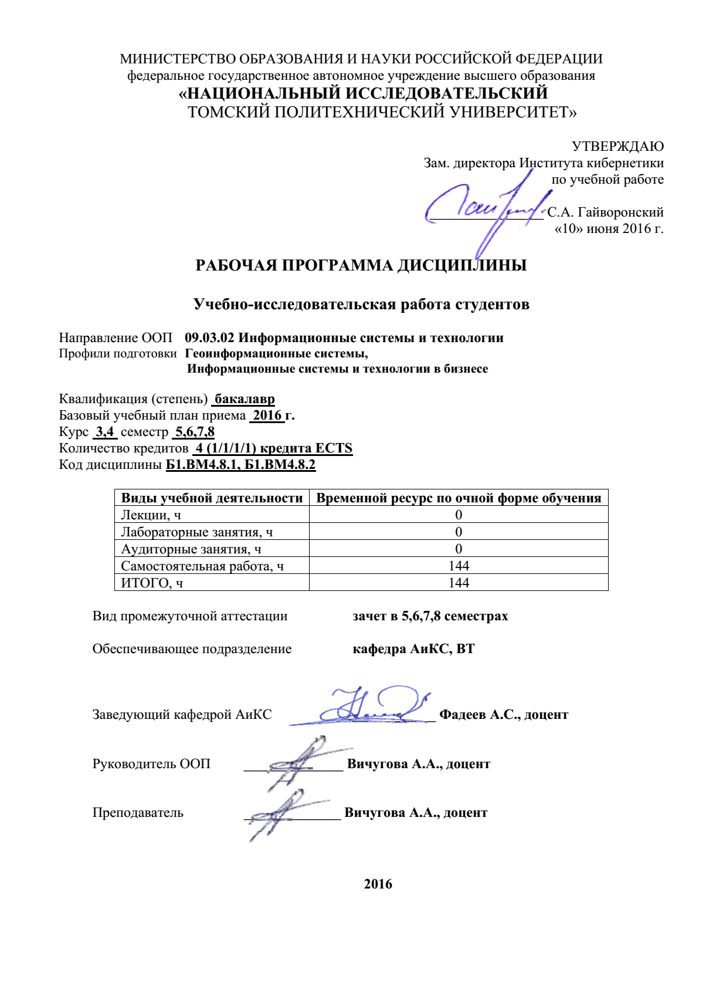 МИНИСТЕРСТВО ОБРАЗОВАНИЯ И НАУКИ РОССИЙСКОЙ ФЕДЕРАЦИИ
федеральное государственное автономное учреждение высшего образования
«НАЦИОНАЛЬНЫЙ ИССЛЕДОВАТЕЛЬСКИЙ
ТОМСКИЙ ПОЛИТЕХНИЧЕСКИЙ УНИВЕРСИТЕТ»
УТВЕРЖДАЮ
Зам. директора Института кибернетики
по учебной работе
С.А. Гайворонский
«10» июня 2016 г.
РАБОЧАЯ ПРОГРАММА ДИСЦИПЛИНЫ
Учебно-исследовательская работа студентов
Направление ООП 09.03.02 Информационные системы и технологии
Профили подготовки Геоинформационные системы,
Информационные системы и технологии в бизнесе
Квалификация (степень) бакалавр
Базовый учебный план приема 2016 г.
Курс 3,4 семестр 5,6,7,8
Количество кредитов 4 (1/1/1/1) кредита ECTS
Код дисциплины Б1.ВМ4.8.1, Б1.ВМ4.8.2
Виды учебной деятельности Временной ресурс по очной форме обучения
Лекции, ч 0
Лабораторные занятия, ч 0
Аудиторные занятия, ч 0
Самостоятельная работа, ч 144
ИТОГО, ч 144
Вид промежуточной аттестации зачет в 5,6,7,8 семестрах
Обеспечивающее подразделение кафедра АиКС, ВТ
Заведующий кафедрой АиКС Фадеев А.С., доцент
Руководитель ООП Вичугова А.А., доцент
Преподаватель Вичугова А.А., доцент
2016